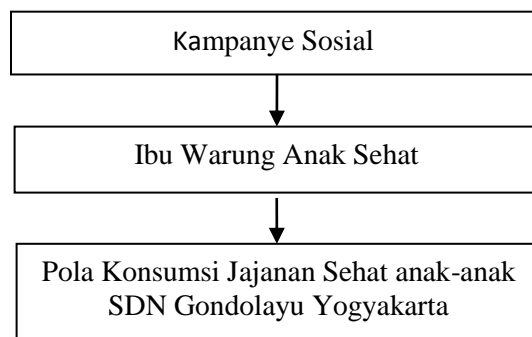 Kampanye Sosial
Ibu Warung Anak Sehat
Pola Konsumsi Jajanan Sehat anak-anak
SDN Gondolayu Yogyakarta